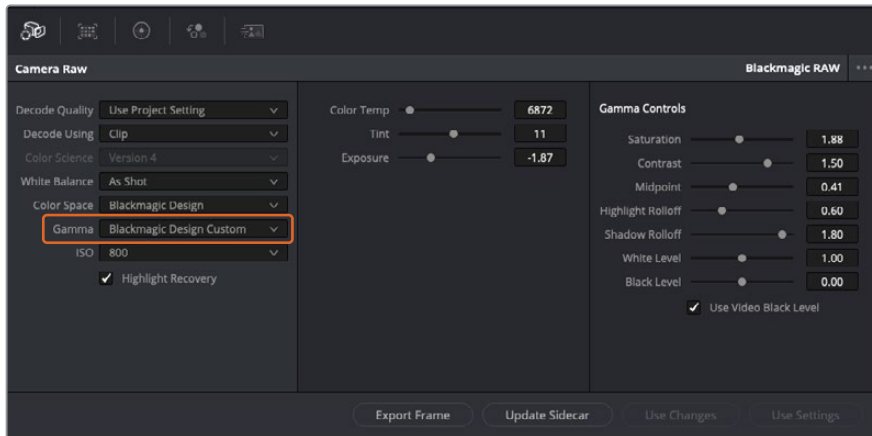 Camera Raw
Blackmagic RAW
Decode Quality Use Project Setting
Decode Using Clip
Color Science Version 4
White Balance As Shot
Color Space Blackmagic Design
Gamma Blackmagic Design Custom
ISO 800
Highlight Recovery
Color Temp 6872
Tint 11
Exposure -1.87
Gamma Controls
Saturation 1.88
Contrast 1.50
Midpoint 0.41
Highlight Rolloff 0.60
Shadow Rolloff 1.80
White Level 1.00
Black Level 0.00
Use Video Black Level
Export Frame
Update Sidecar
Use Changes
Use Settings